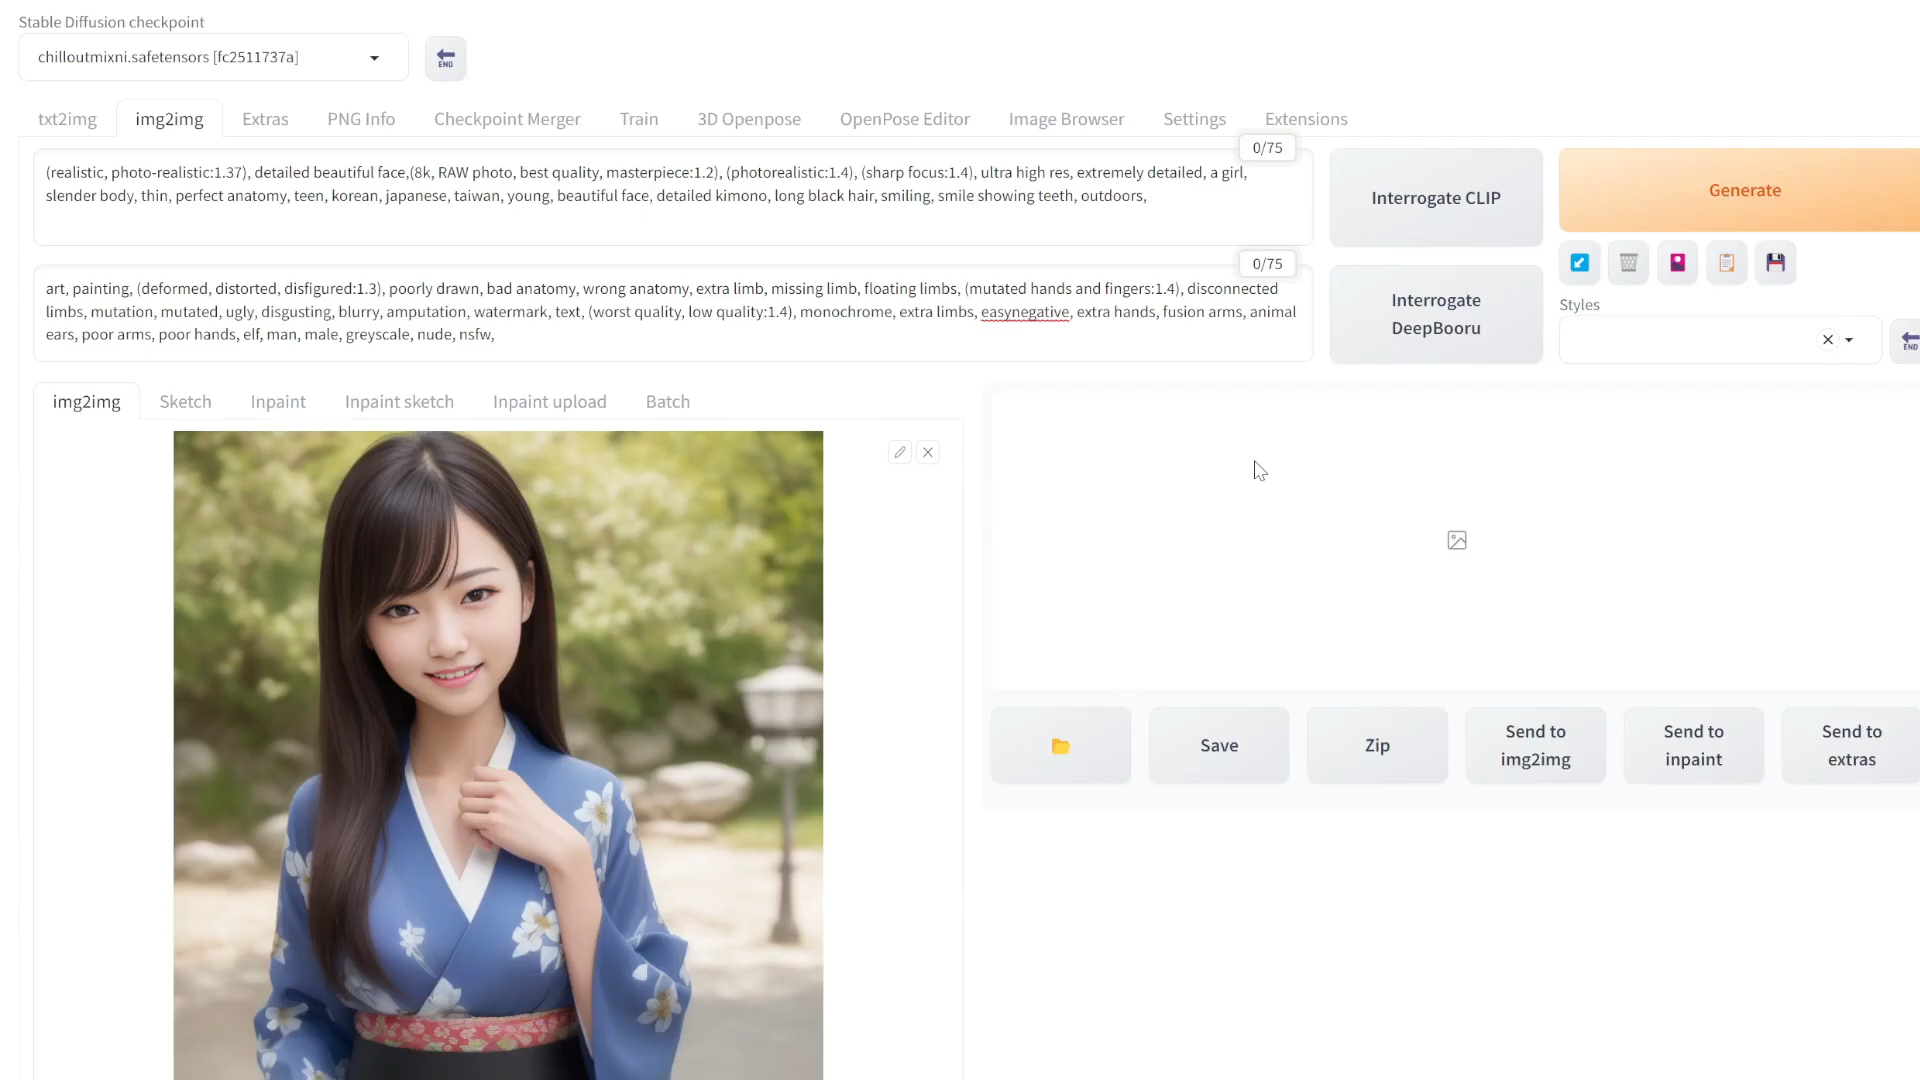 Stable Diffusion checkpoint
chilloutmixni.safetensors [fc2511737a]
END
txt2img
img2img
Extras
PNG Info
Checkpoint Merger
Train
3D Openpose
OpenPose Editor
Image Browser
Settings
Extensions
0/75
(realistic, photo-realistic:1.37), detailed beautiful face,(8k, RAW photo, best quality, masterpiece:1.2), (photorealistic:1.4), (sharp focus:1.4), ultra high res, extremely detailed, a girl,
slender body, thin, perfect anatomy, teen, korean, japanese, taiwan, young, beautiful face, detailed kimono, long black hair, smiling, smile showing teeth, outdoors,
Interrogate CLIP
Generate
0/75
art, painting, (deformed, distorted, disfigured:1.3), poorly drawn, bad anatomy, wrong anatomy, extra limb, missing limb, floating limbs, (mutated hands and fingers:1.4), disconnected
limbs, mutation, mutated, ugly, disgusting, blurry, amputation, watermark, text, (worst quality, low quality:1.4), monochrome, extra limbs, easynegative, extra hands, fusion arms, animal
ears, poor arms, poor hands, elf, man, male, greyscale, nude, nsfw,
Interrogate
DeepBooru
Styles
END
img2img
Sketch
Inpaint
Inpaint sketch
Inpaint upload
Batch
Save
Zip
Send to
img2img
Send to
inpaint
Send to
extras